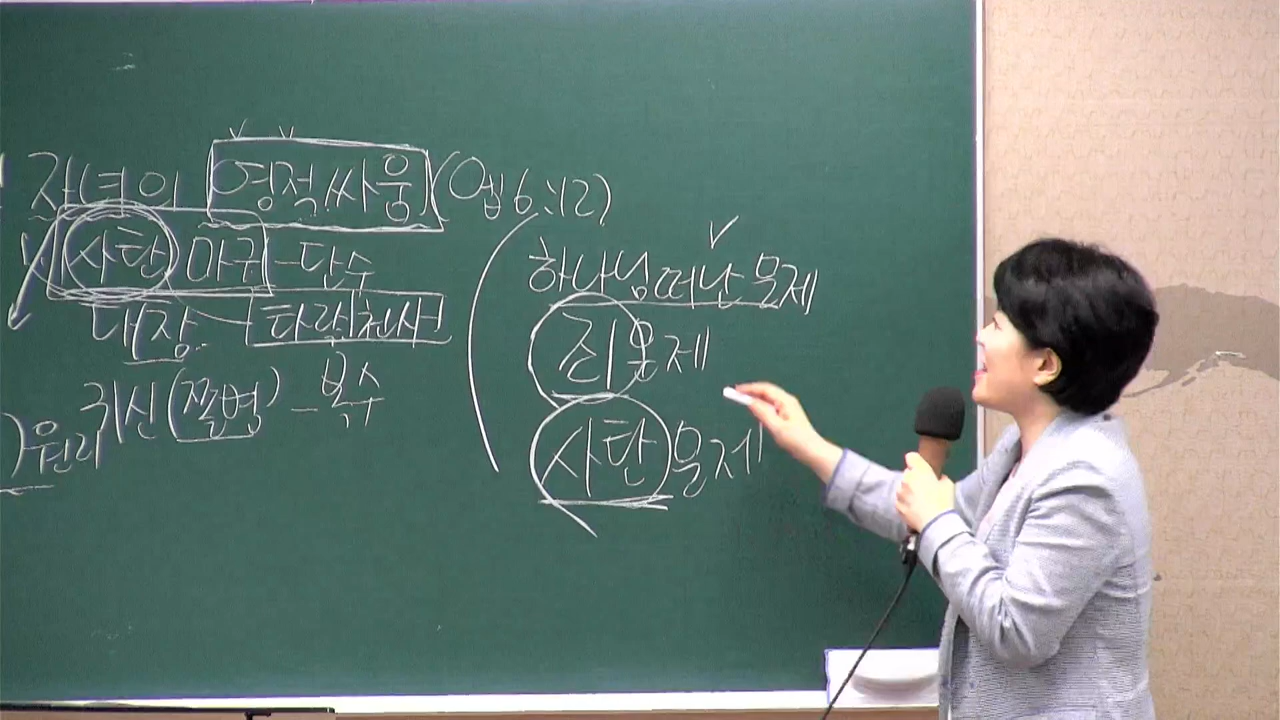 자녀의 영적싸움 (엡6:12)
사탄 마귀 - 단수
대장 - 타락천사
귀신(쫄병) - 복수
원리
하나님 떠난 문제
죄문제
사탄 문제